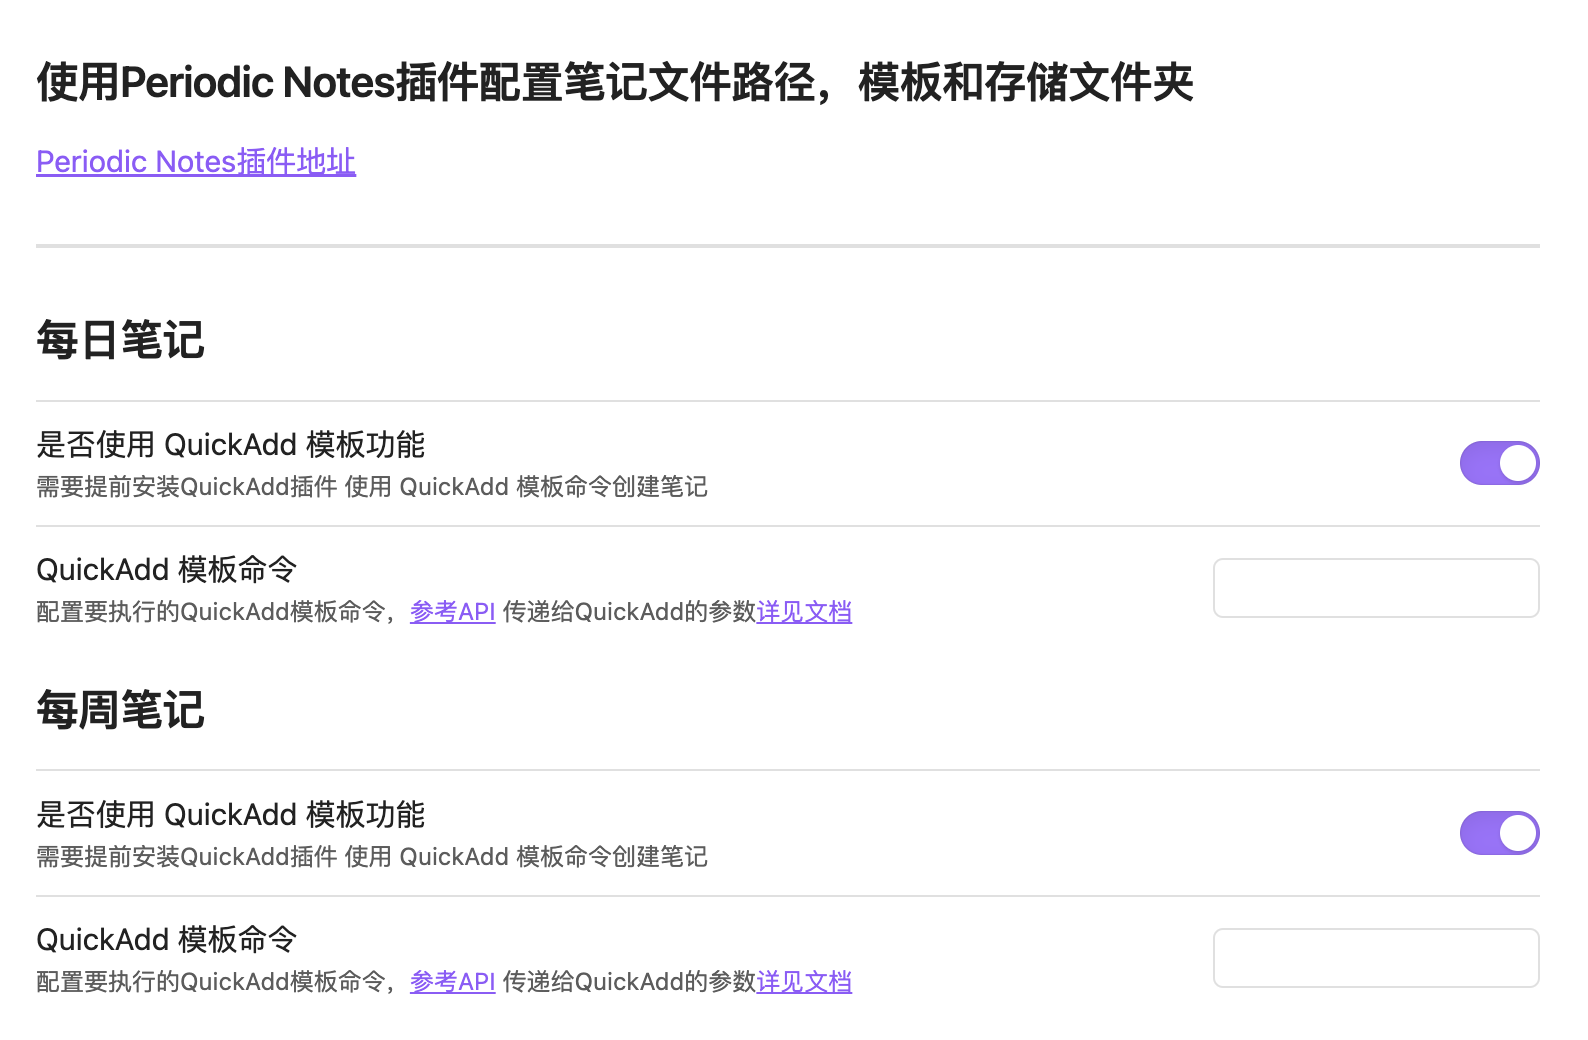 使用Periodic Notes插件配置笔记文件路径，模板和存储文件夹
Periodic Notes插件地址
每日笔记
是否使用 QuickAdd 模板功能
需要提前安装QuickAdd插件 使用 QuickAdd 模板命令创建笔记
QuickAdd 模板命令
配置要执行的QuickAdd模板命令，参考API 传递给QuickAdd的参数详见文档
每周笔记
是否使用 QuickAdd 模板功能
需要提前安装QuickAdd插件 使用 QuickAdd 模板命令创建笔记
QuickAdd 模板命令
配置要执行的QuickAdd模板命令，参考API 传递给QuickAdd的参数详见文档